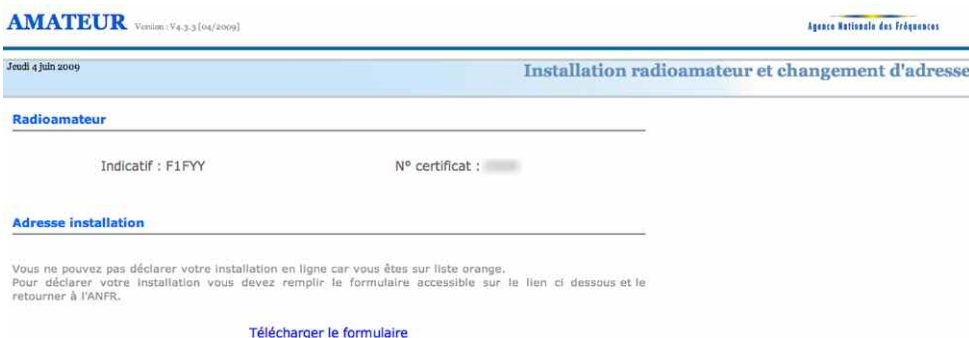 AMATEUR Version : V4.3.3 [04/2009]
Agence Nationale des Fréquences
Jeudi 4 juin 2009
Installation radioamateur et changement d'adresse
Radioamateur
Indicatif : F1FYY N° certificat :
Adresse installation
Vous ne pouvez pas déclarer votre installation en ligne car vous êtes sur liste orange.
Pour déclarer votre installation vous devez remplir le formulaire accessible sur le lien ci dessous et le
retourner à l'ANFR.
Télécharger le formulaire